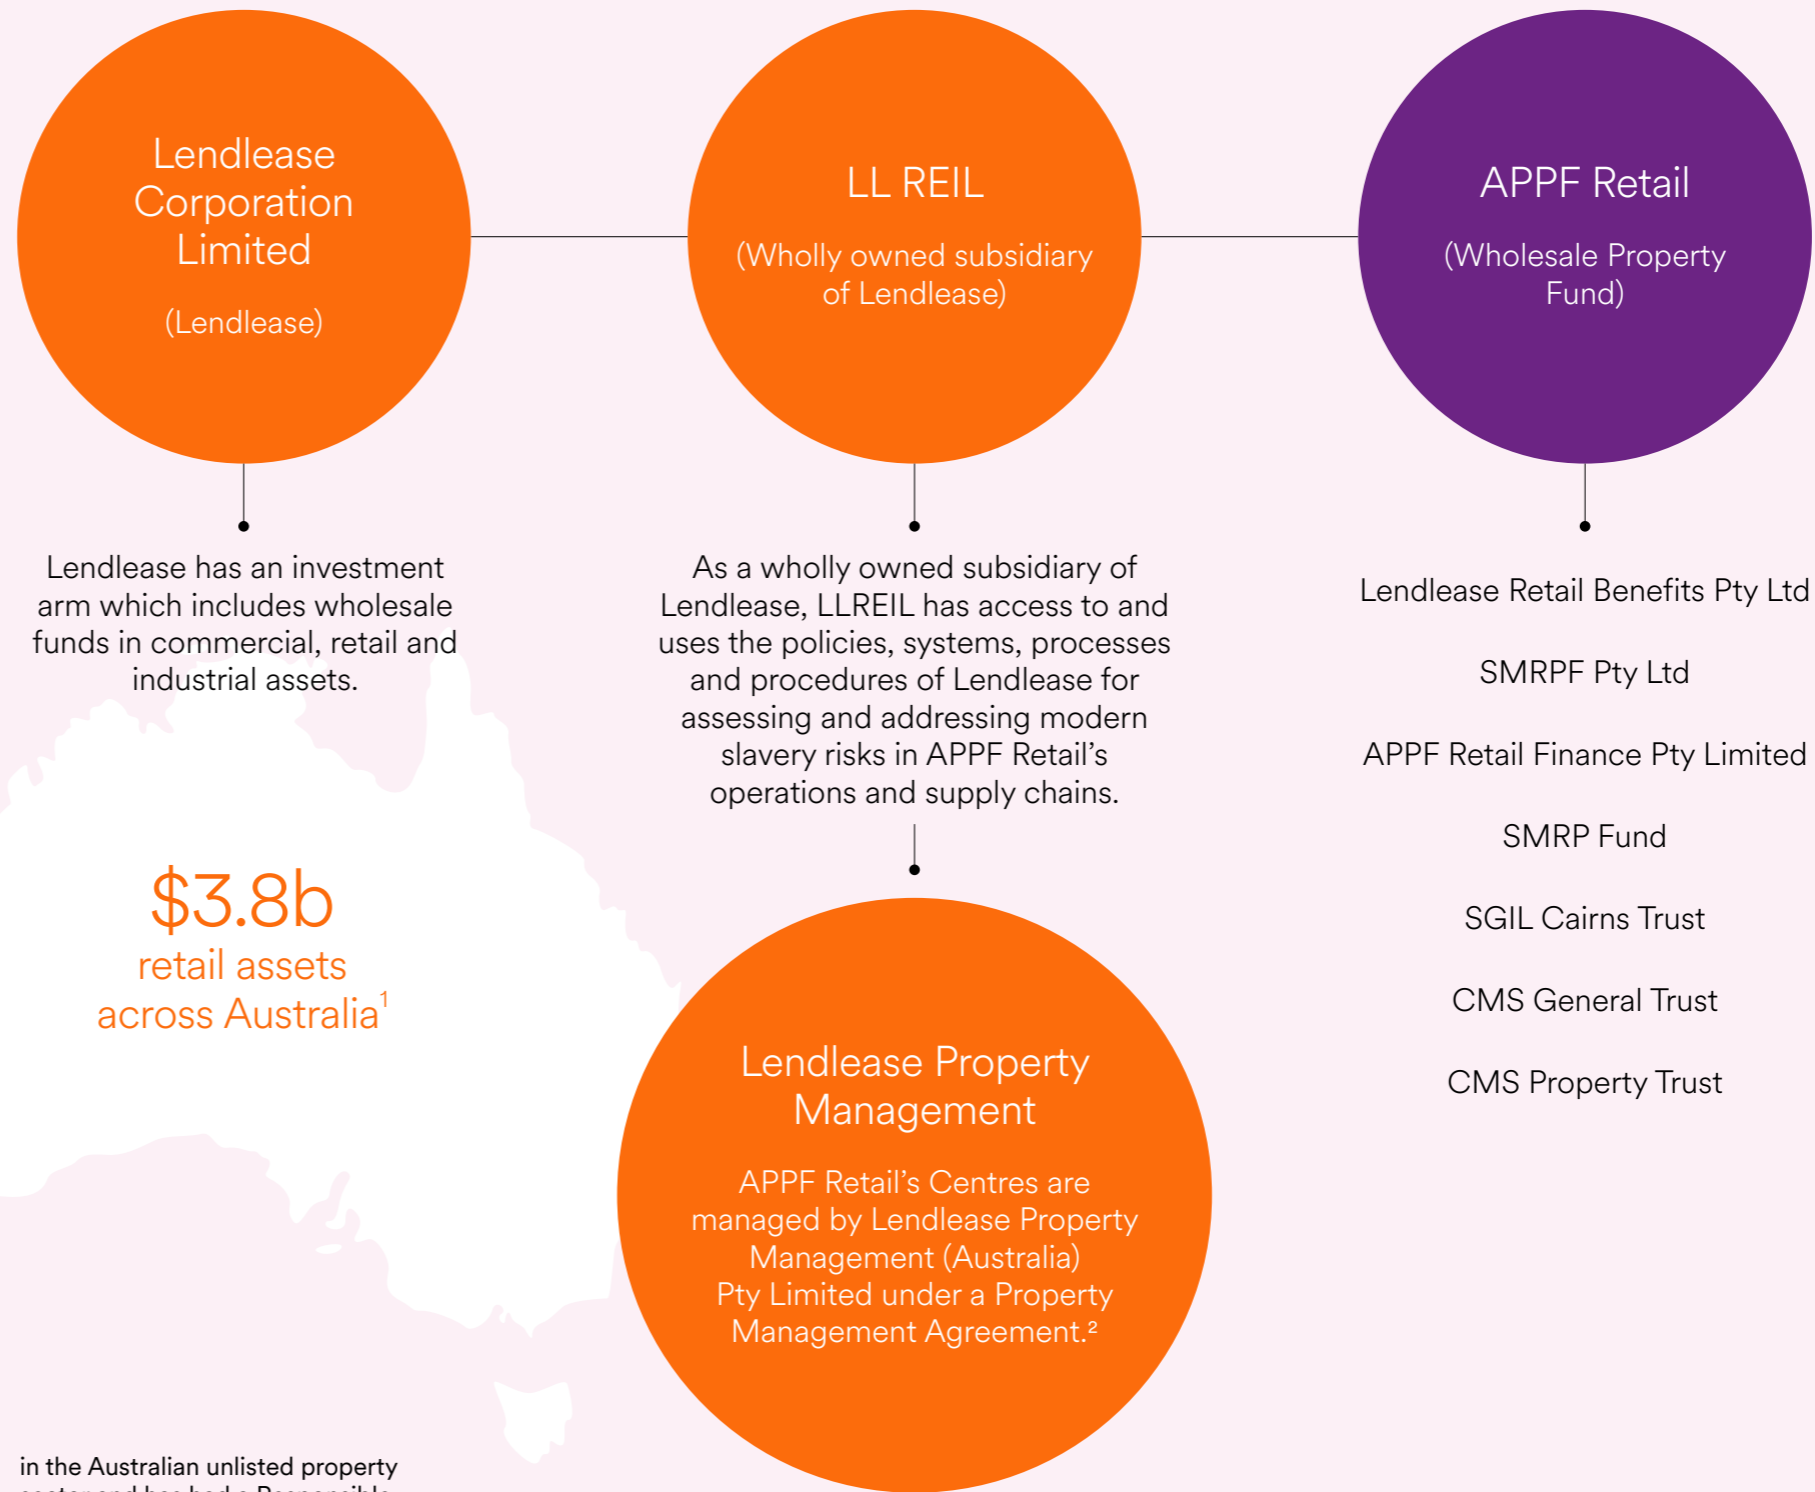 Lendlease
Corporation
Limited
(Lendlease)
LL REIL
(Wholly owned subsidiary
of Lendlease)
APPF Retail
(Wholesale Property
Fund)
Lendlease has an investment
arm which includes wholesale
funds in commercial, retail and
industrial assets.
$3.8b
retail assets
across Australia¹
As a wholly owned subsidiary of
Lendlease, LLREIL has access to and
uses the policies, systems, processes
and procedures of Lendlease for
assessing and addressing modern
slavery risks in APPF Retail’s
operations and supply chains.
Lendlease Property
Management
APPF Retail’s Centres are
managed by Lendlease Property
Management (Australia)
Pty Limited under a Property
Management Agreement.²
Lendlease Retail Benefits Pty Ltd
SMRPF Pty Ltd
APPF Retail Finance Pty Limited
SMRP Fund
SGIL Cairns Trust
CMS General Trust
CMS Property Trust
in the Australian unlisted property
sector and has had a Responsible